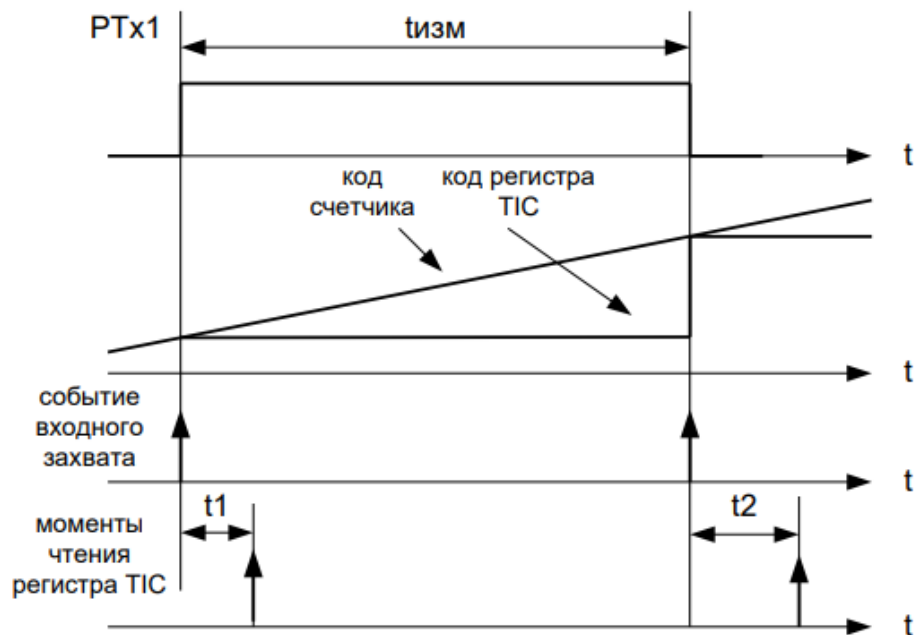 PTx1
tизм
t
код
счетчика
код регистра
TIC
t
событие
входного
захвата
t
t1
t2
моменты
чтения
регистра TIC
t